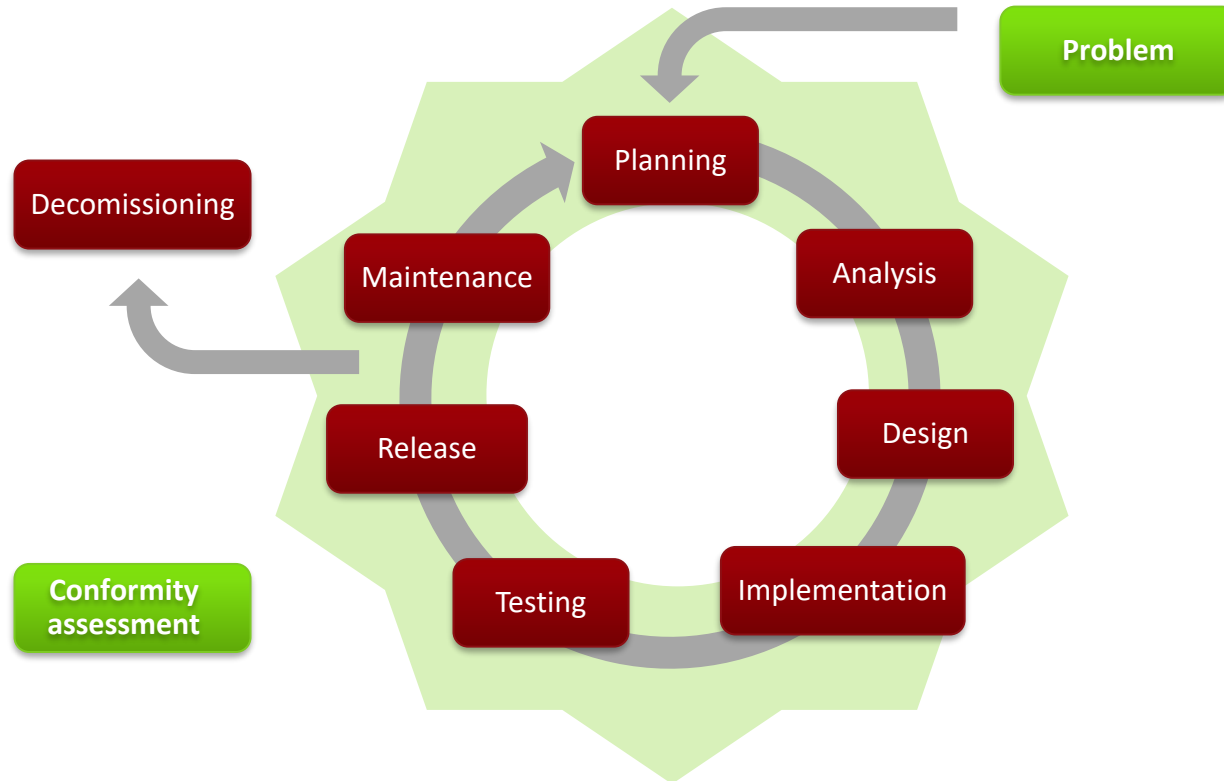 Problem
Planning
Decomissioning
Analysis
Maintenance
Design
Release
Implementation
Testing
Conformity
assessment